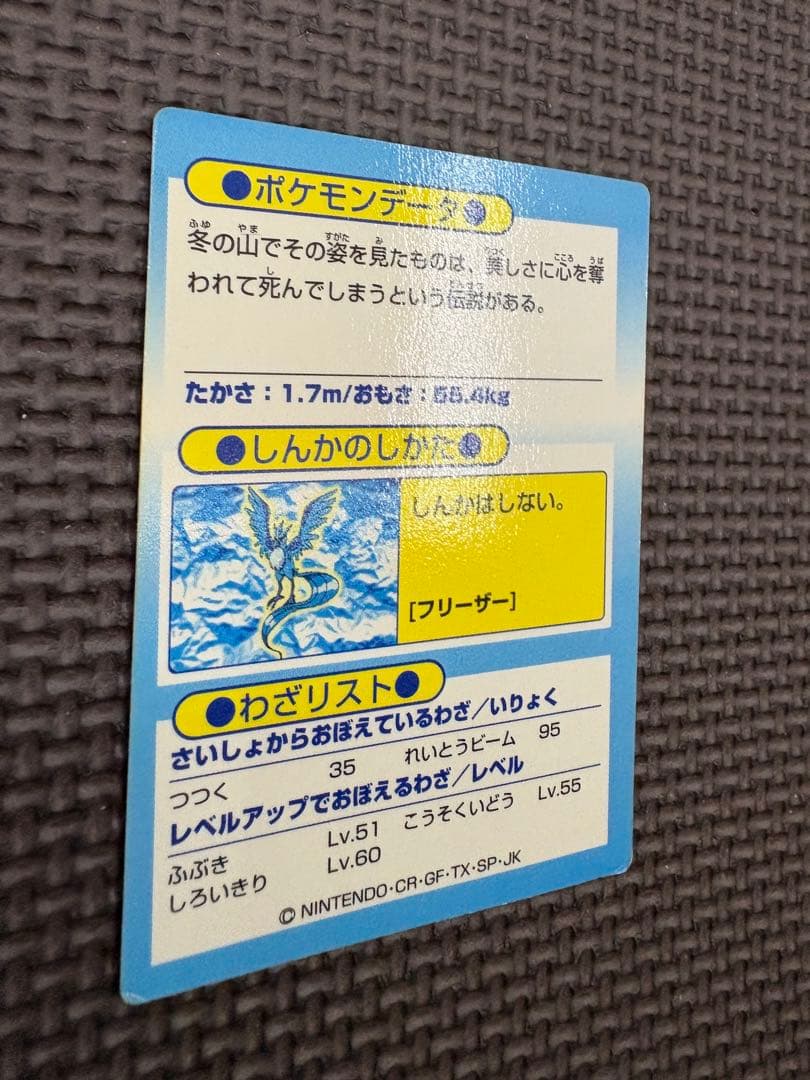 ●ポケモンデータ●
冬の山でその姿を見たものは、美しさに心を奪
われて死んでしまうという伝説がある。
たかさ：1.7m/おもさ：55.4kg
●しんかのしかた●
しんかはしない。
[フリーザー]
●わざリスト●
さいしょからおぼえているわざ／いりょく
つつく 35 れいとうビーム 95
レベルアップでおぼえるわざ／レベル
ふぶき Lv.51 こうそくいどう Lv.55
しろいきり Lv.60
© NINTENDO・CR・GF・TX・SP・JK